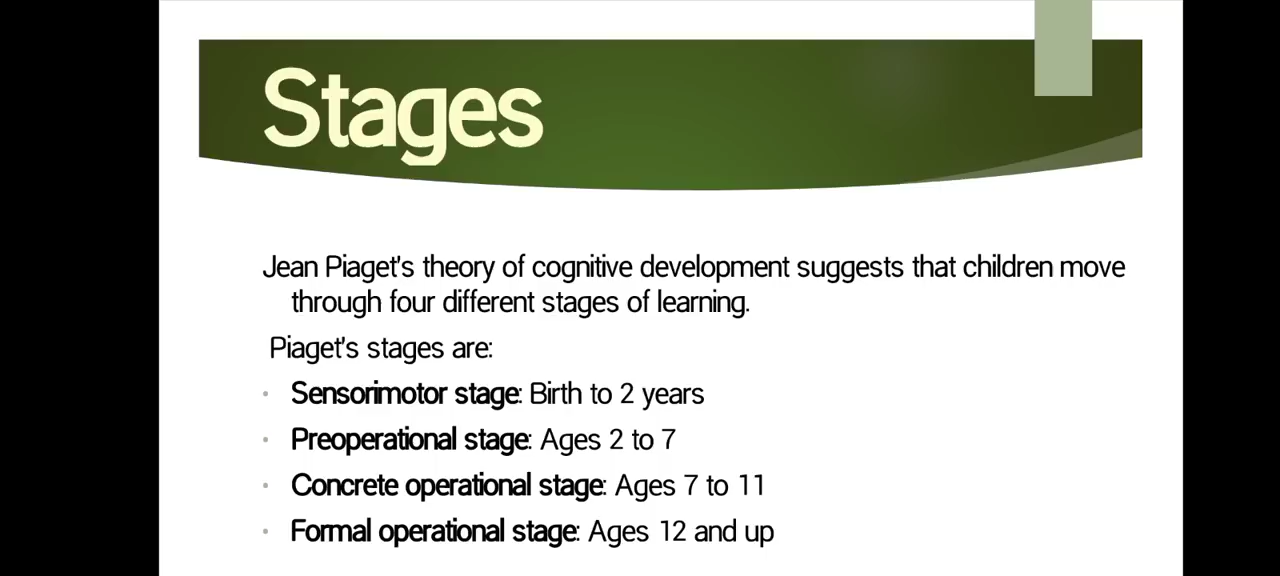 Stages
Jean Piaget's theory of cognitive development suggests that children move
through four different stages of learning.
Piaget's stages are:
• Sensorimotor stage: Birth to 2 years
• Preoperational stage: Ages 2 to 7
• Concrete operational stage: Ages 7 to 11
• Formal operational stage: Ages 12 and up